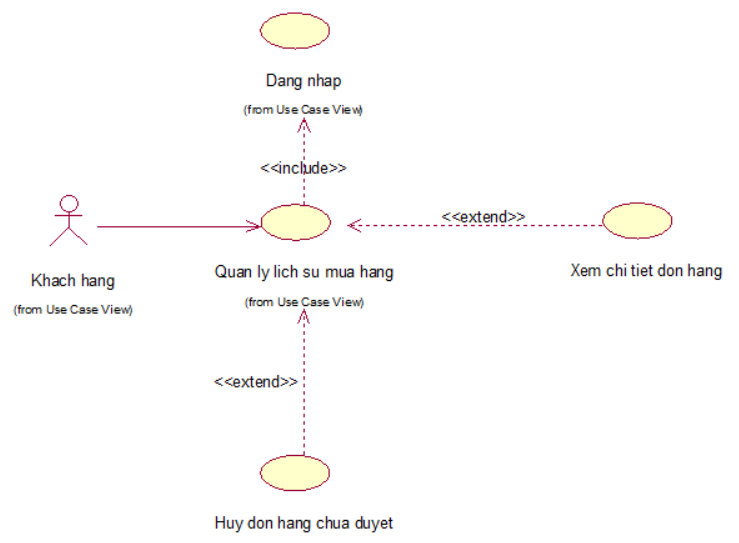 Dang nhap
(from Use Case View)
<<include>>
<<extend>>
Khach hang
(from Use Case View)
Quan ly lich su mua hang
(from Use Case View)
Xem chi tiet don hang
<<extend>>
Huy don hang chua duyet